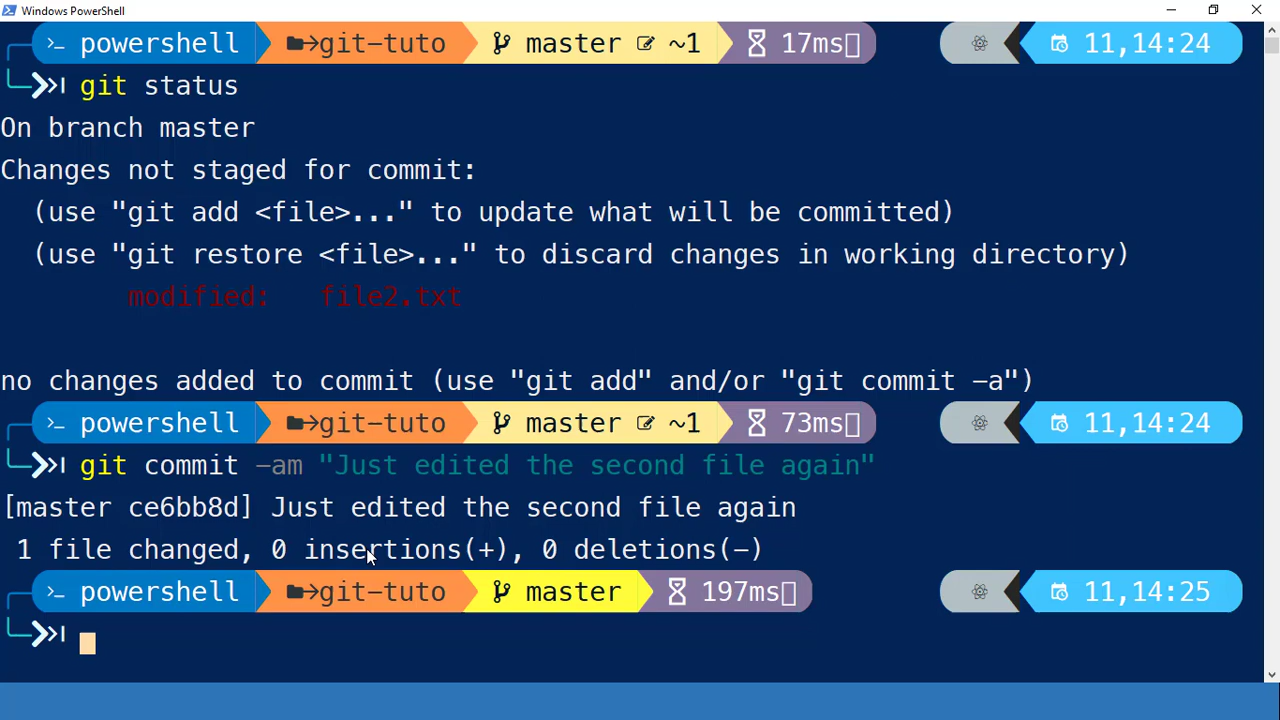 Windows PowerShell
powershell git-tuto master ~1 17ms 11,14:24
git status
On branch master
Changes not staged for commit:
(use "git add <file>..." to update what will be committed)
(use "git restore <file>..." to discard changes in working directory)
modified: file2.txt
no changes added to commit (use "git add" and/or "git commit -a")
powershell git-tuto master ~1 73ms 11,14:24
git commit -am "Just edited the second file again"
[master ce6bb8d] Just edited the second file again
1 file changed, 0 insertions(+), 0 deletions(-)
powershell git-tuto master 197ms 11,14:25